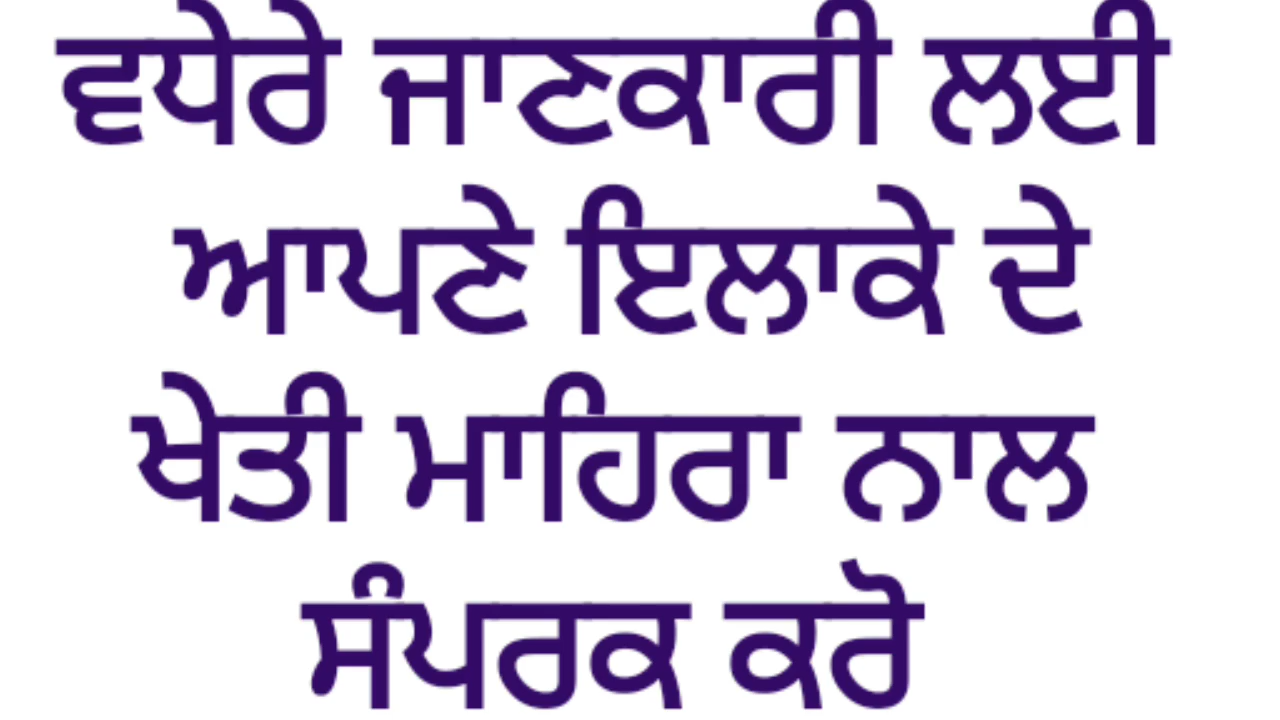 ਵਧੇਰੇ ਜਾਣਕਾਰੀ ਲਈ
ਆਪਣੇ ਇਲਾਕੇ ਦੇ
ਖੇਤੀ ਮਾਹਿਰਾ ਨਾਲ
ਸੰਪਰਕ ਕਰੋ